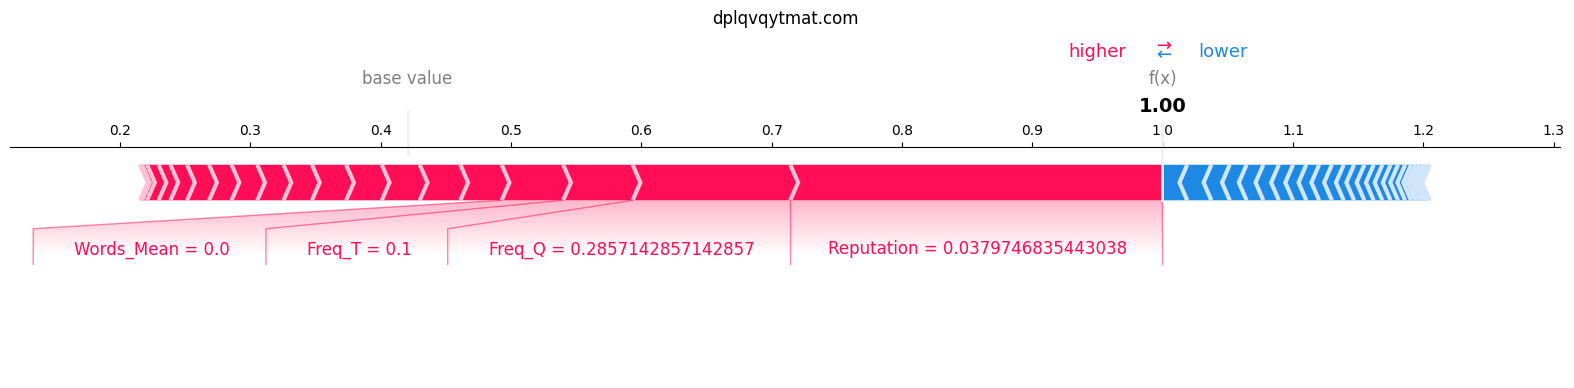 dplqvqytmat.com
higher ⇄ lower
base value f(x)
1.00
0.2 0.3 0.4 0.5 0.6 0.7 0.8 0.9 1.0 1.1 1.2 1.3
Words_Mean = 0.0 Freq_T = 0.1 Freq_Q = 0.2857142857142857 Reputation = 0.0379746835443038